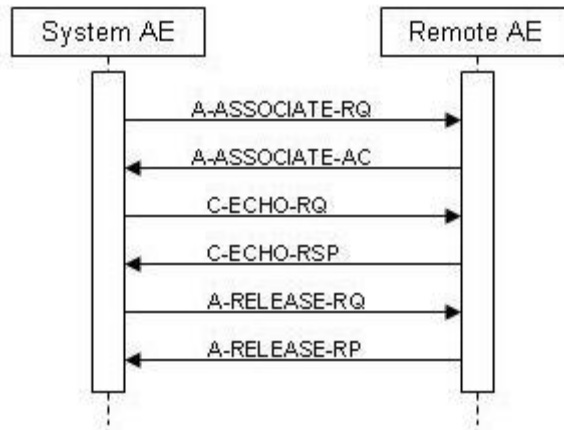 System AE
Remote AE
A-ASSOCIATE-RQ
A-ASSOCIATE-AC
C-ECHO-RQ
C-ECHO-RSP
A-RELEASE-RQ
A-RELEASE-RP